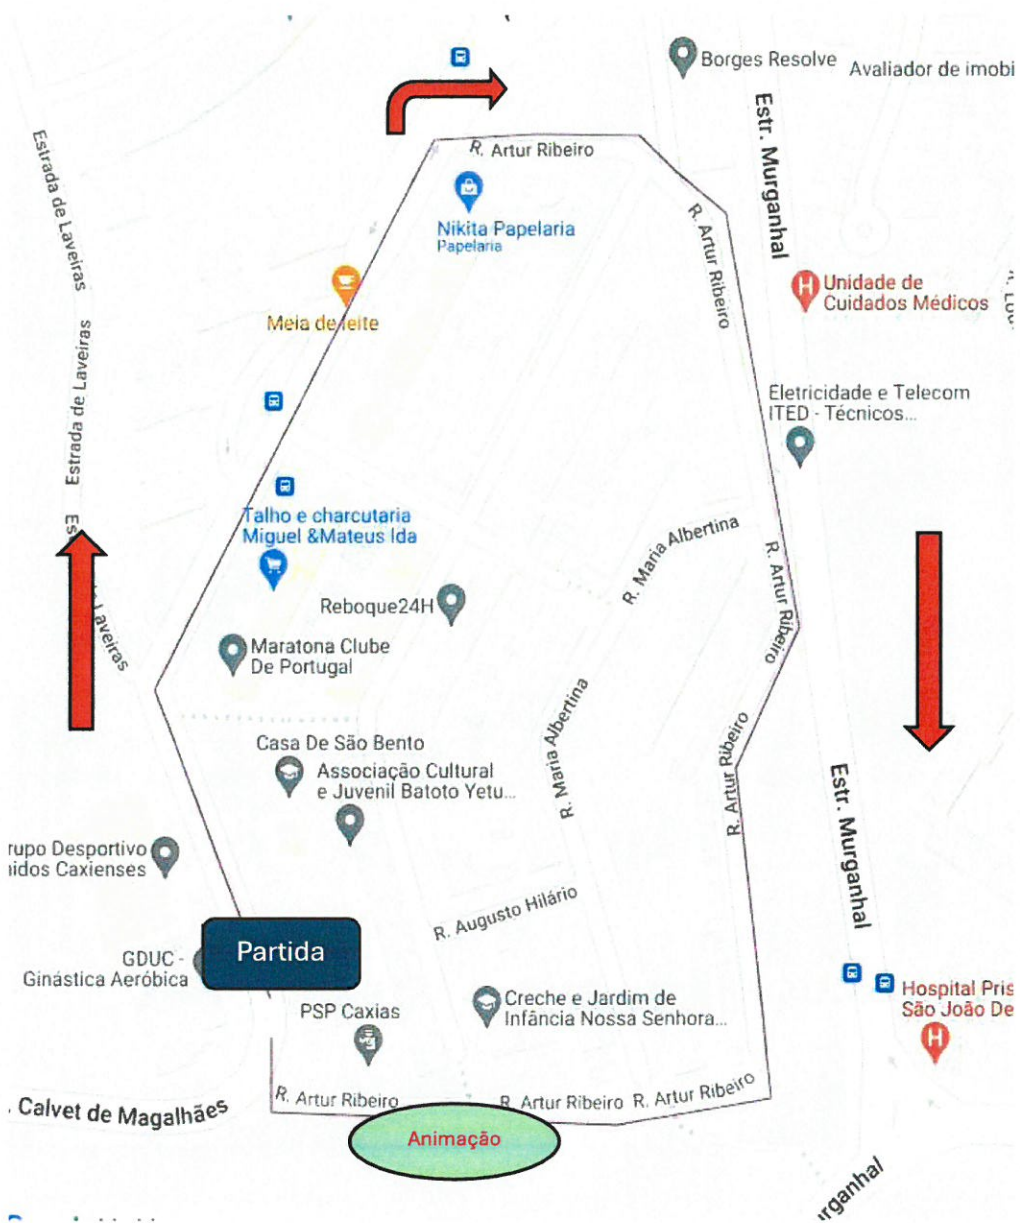 Borges Resolve
Avaliador de imobi
Estr. Murganhal
R. Artur Ribeiro
Estrada de Laveiras
Nikita Papelaria
Papelaria
R. Artur Ribeiro
Unidade de
Cuidados Médicos
Meia de leite
Estrada de Laveiras
Eletricidade e Telecom
ITED - Técnicos...
Talho e charcutaria
Miguel &Mateus lda
Es
R. Maria Albertina
R. Artur Ribeiro
Reboque24H
Laveiras
Maratona Clube
De Portugal
R. Maria Albertina
R. Artur Ribeiro
Casa De São Bento
Associação Cultural
e Juvenil Batoto Yetu...
Estr. Murganhal
rupo Desportivo
idos Caxienses
R. Augusto Hilário
Partida
GDUC -
Ginástica Aeróbica
PSP Caxias
Creche e Jardim de
Infância Nossa Senhora...
Hospital Pris
São João De
R. Artur Ribeiro
R. Artur Ribeiro
R. Artur Ribeiro
. Calvet de Magalhães
Animação
urganhal